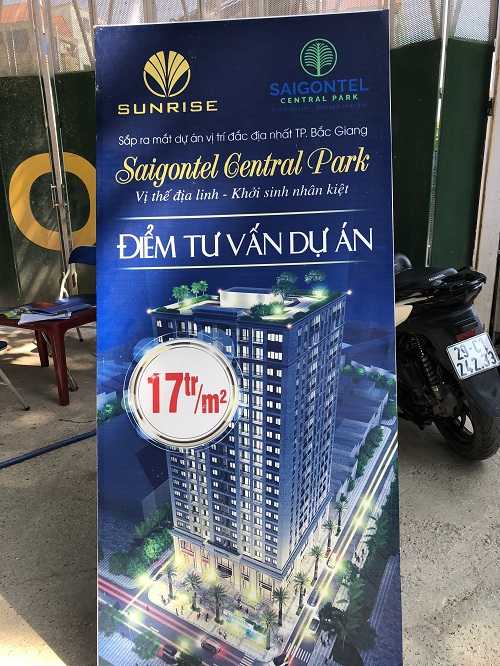 SUNRISE
SAIGONTEL
CENTRAL PARK
Sắp ra mắt dự án vị trí đắc địa nhất TP. Bắc Giang
Saigontel Central Park
Vị thế địa linh - Khởi sinh nhân kiệt
ĐIỂM TƯ VẤN DỰ ÁN
17tr/m²